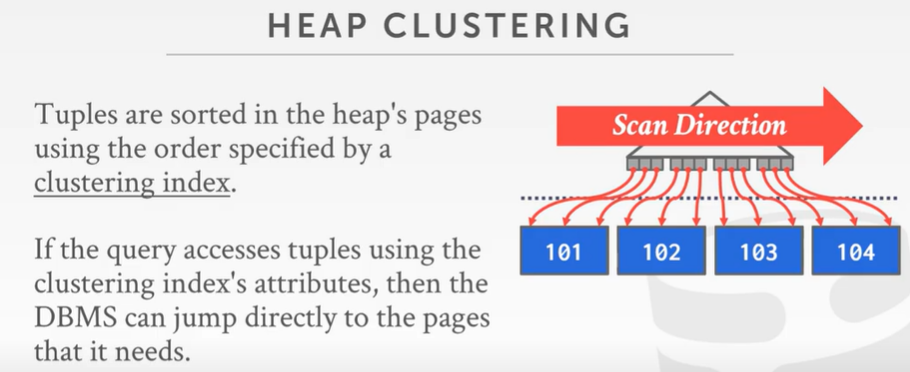 HEAP CLUSTERING
Tuples are sorted in the heap's pages
using the order specified by a
clustering index.
If the query accesses tuples using the
clustering index's attributes, then the
DBMS can jump directly to the pages
that it needs.
Scan Direction
101 102 103 104